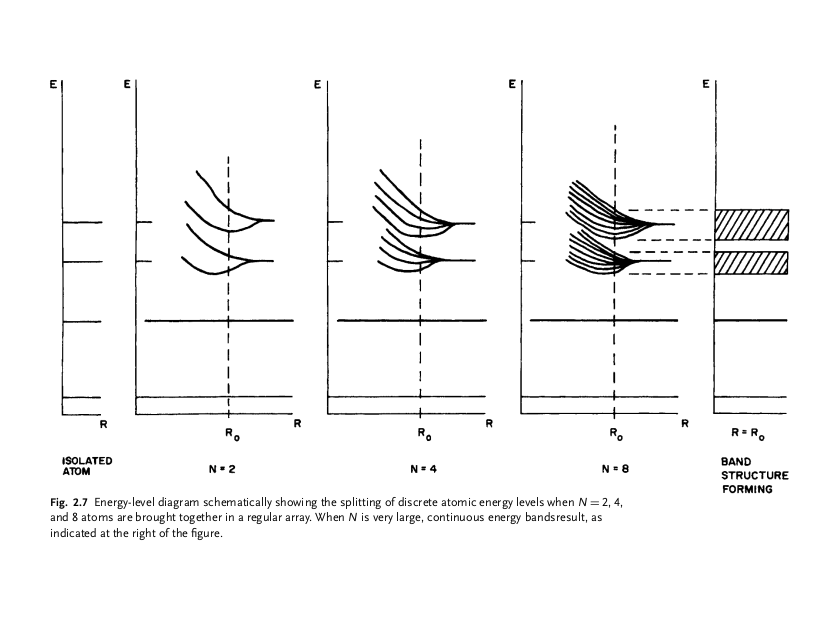 E
E
E
E
E
R
R
R
R
R₀
R₀
R₀
R = R₀
ISOLATED
ATOM
N = 2
N = 4
N = 8
BAND
STRUCTURE
FORMING
Fig. 2.7 Energy-level diagram schematically showing the splitting of discrete atomic energy levels when N = 2, 4,
and 8 atoms are brought together in a regular array. When N is very large, continuous energy bandsresult, as
indicated at the right of the figure.